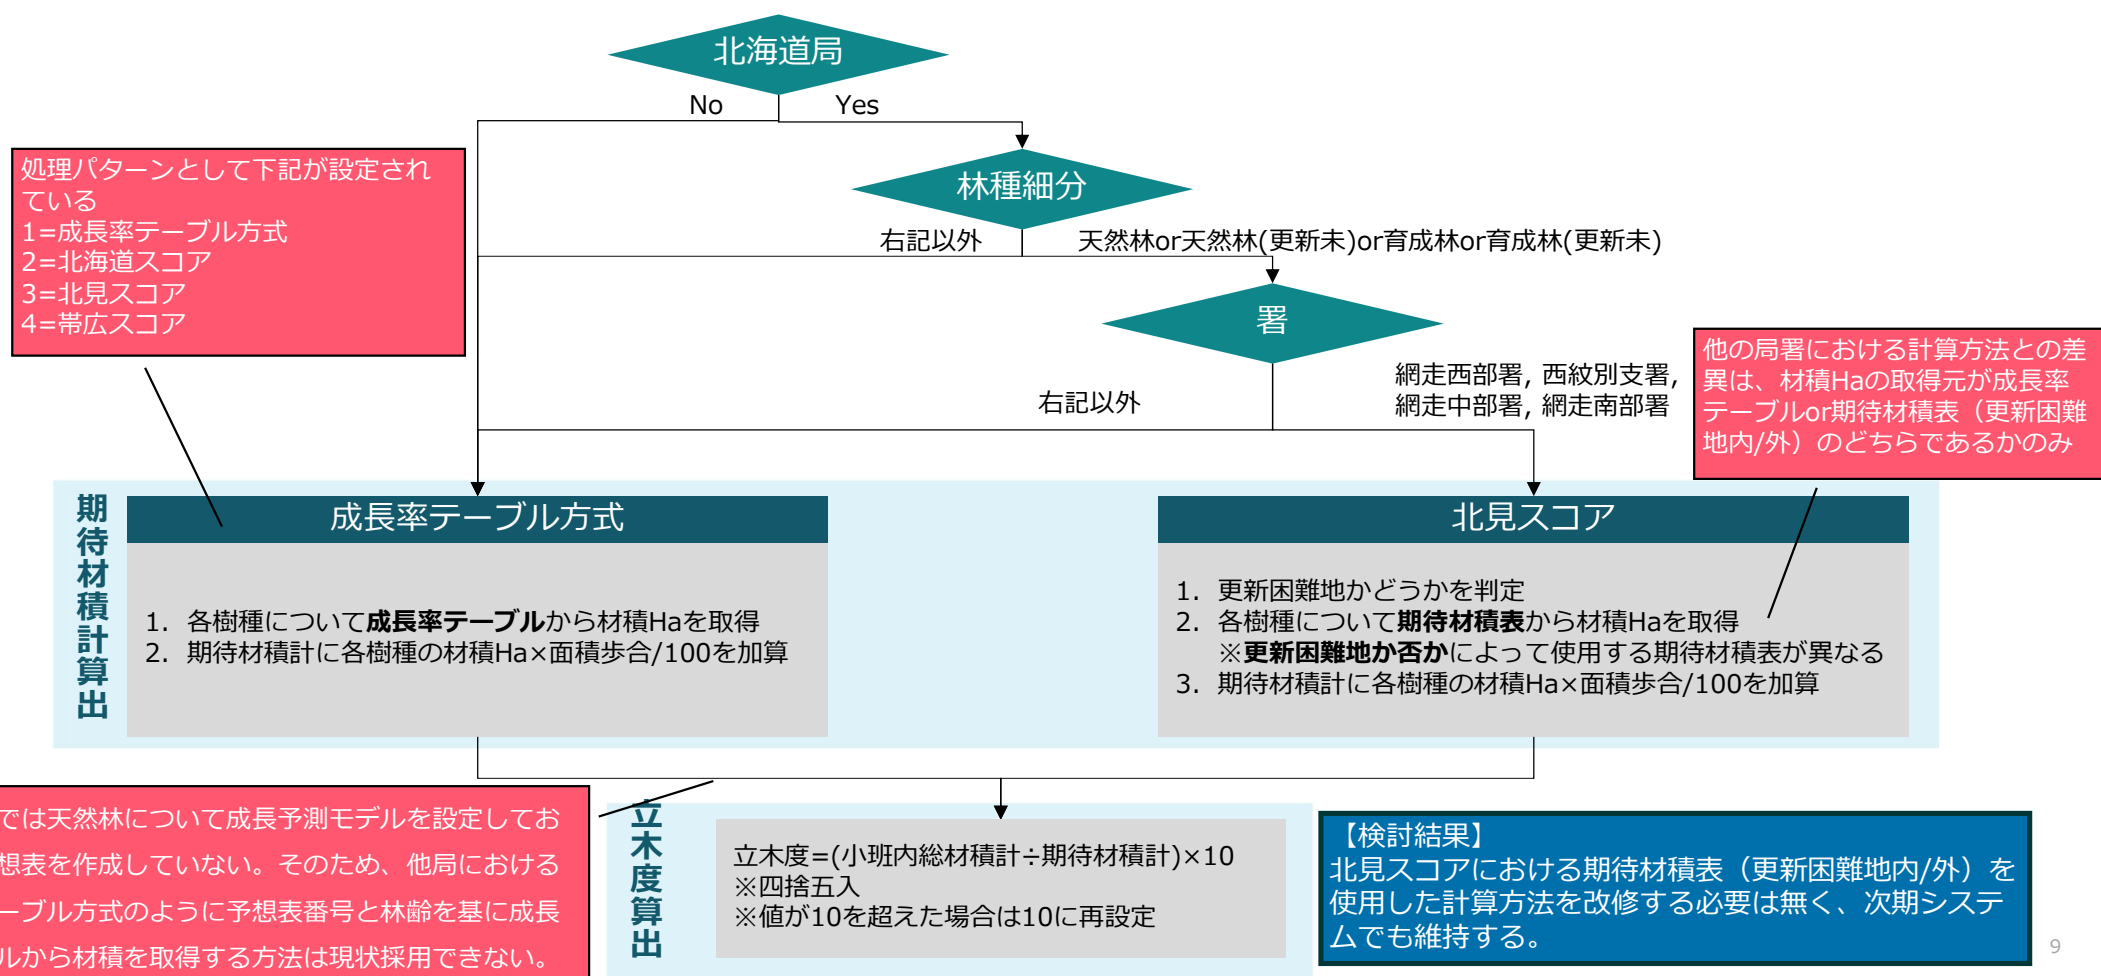 北海道局
No
Yes
処理パターンとして下記が設定され
ている
1=成長率テーブル方式
2=北海道スコア
3=北見スコア
4=帯広スコア
林種細分
右記以外
天然林or天然林(更新未)or育成林or育成林(更新未)
署
右記以外
網走西部署, 西紋別支署,
網走中部署, 網走南部署
他の局署における計算方法との差
異は、材積Haの取得元が成長率
テーブルor期待材積表（更新困難
地内/外）のどちらであるかのみ
期待材積計算出
成長率テーブル方式
1. 各樹種について成長率テーブルから材積Haを取得
2. 期待材積計に各樹種の材積Ha×面積歩合/100を加算
北見スコア
1. 更新困難地かどうかを判定
2. 各樹種について期待材積表から材積Haを取得
※更新困難地か否かによって使用する期待材積表が異なる
3. 期待材積計に各樹種の材積Ha×面積歩合/100を加算
では天然林について成長予測モデルを設定してお
想表を作成していない。そのため、他局における
ーブル方式のように予想表番号と林齢を基に成長
ルから材積を取得する方法は現状採用できない。
立木度算出
立木度=(小班内総材積計÷期待材積計)×10
※四捨五入
※値が10を超えた場合は10に再設定
【検討結果】
北見スコアにおける期待材積表（更新困難地内/外）を
使用した計算方法を改修する必要は無く、次期システ
ムでも維持する。
9